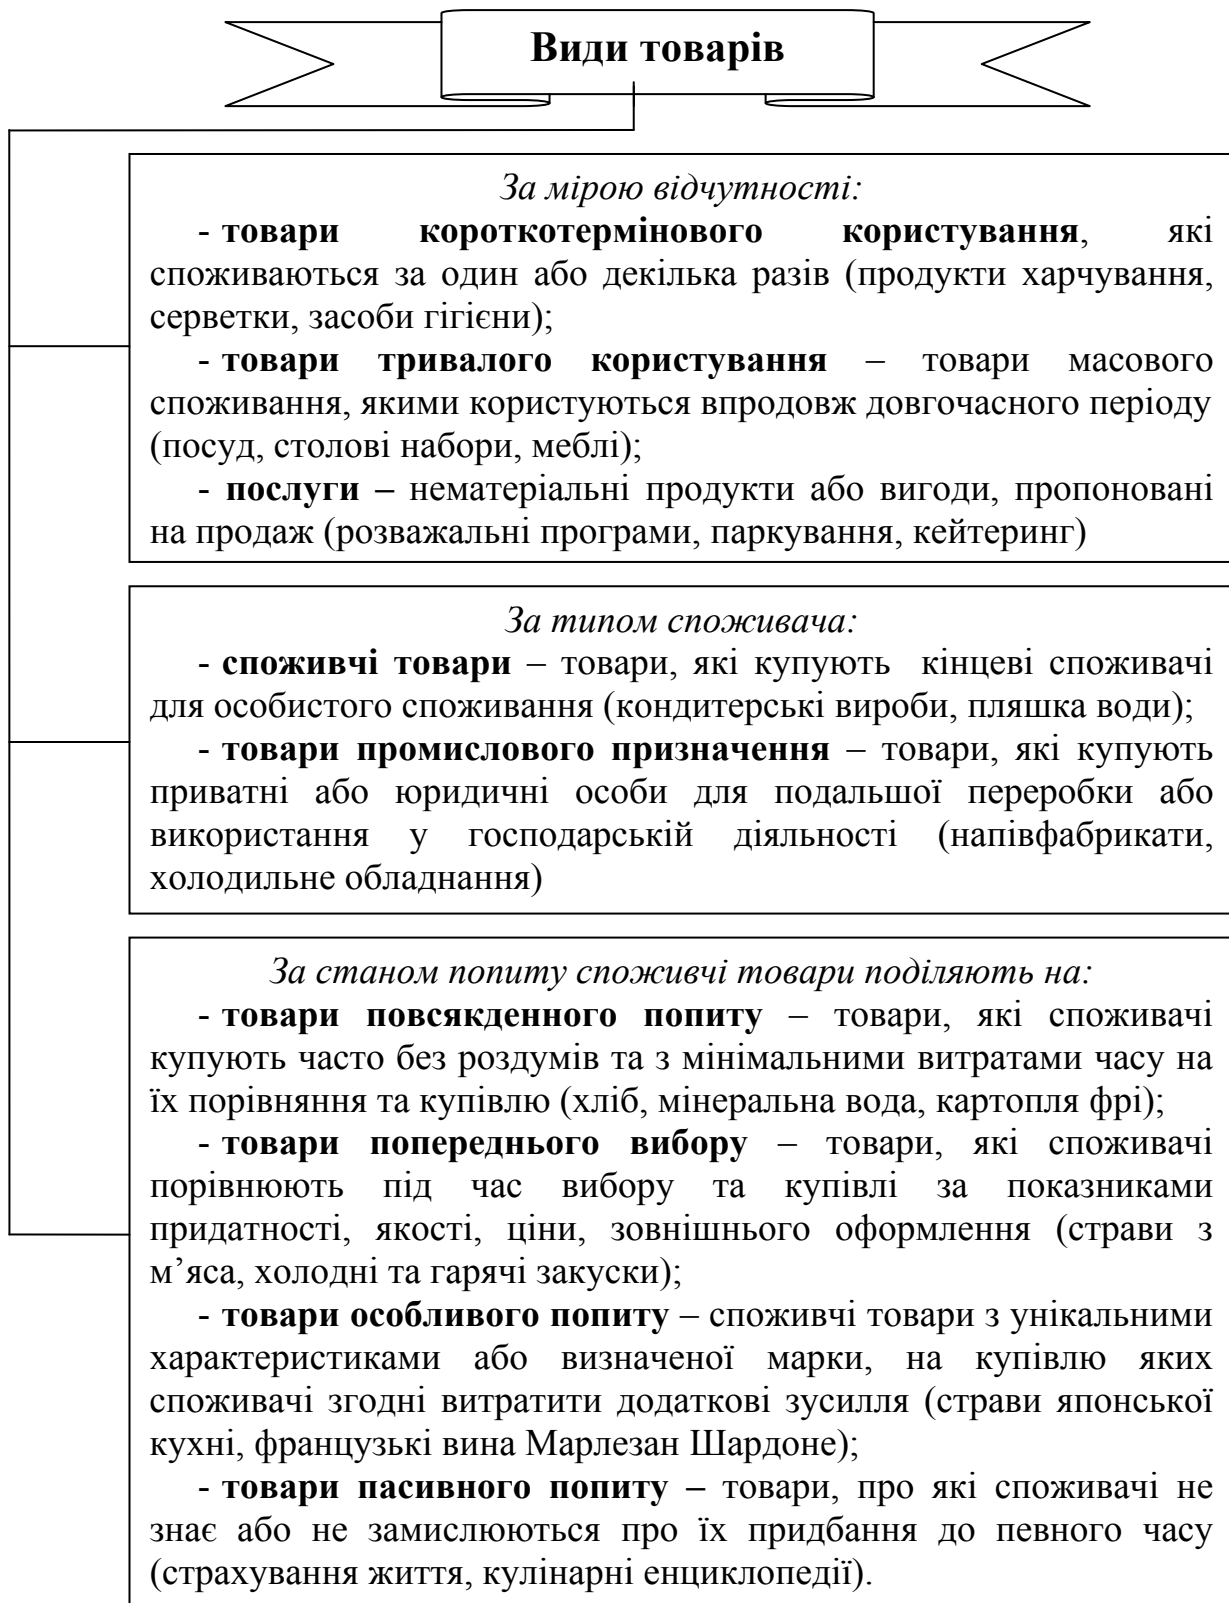 Види товарів
За мірою відчутності:
- товари короткотермінового користування, які
споживаються за один або декілька разів (продукти харчування,
серветки, засоби гігієни);
- товари тривалого користування – товари масового
споживання, якими користуються впродовж довгочасного періоду
(посуд, столові набори, меблі);
- послуги – нематеріальні продукти або вигоди, пропоновані
на продаж (розважальні програми, паркування, кейтеринг)
За типом споживача:
- споживчі товари – товари, які купують кінцеві споживачі
для особистого споживання (кондитерські вироби, пляшка води);
- товари промислового призначення – товари, які купують
приватні або юридичні особи для подальшої переробки або
використання у господарській діяльності (напівфабрикати,
холодильне обладнання)
За станом попиту споживчі товари поділяють на:
- товари повсякденного попиту – товари, які споживачі
купують часто без роздумів та з мінімальними витратами часу на
їх порівняння та купівлю (хліб, мінеральна вода, картопля фрі);
- товари попереднього вибору – товари, які споживачі
порівнюють під час вибору та купівлі за показниками
придатності, якості, ціни, зовнішнього оформлення (страви з
м’яса, холодні та гарячі закуски);
- товари особливого попиту – споживчі товари з унікальними
характеристиками або визначеної марки, на купівлю яких
споживачі згодні витратити додаткові зусилля (страви японської
кухні, французькі вина Марлезан Шардоне);
- товари пасивного попиту – товари, про які споживачі не
знає або не замислюються про їх придбання до певного часу
(страхування життя, кулінарні енциклопедії).